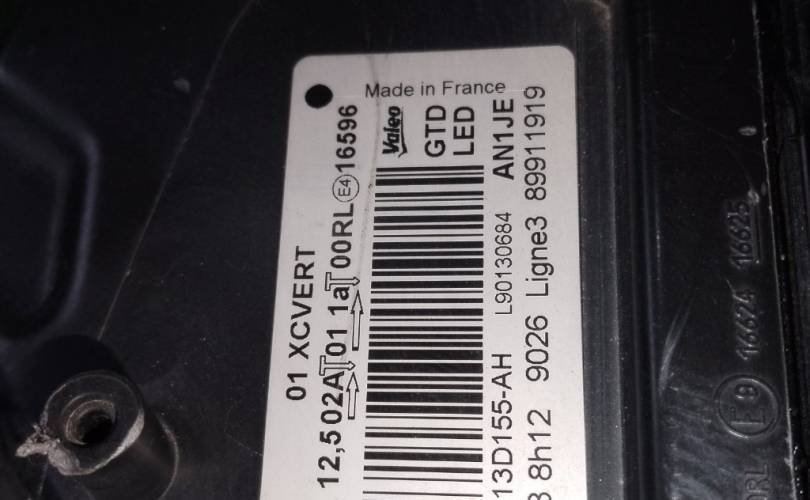 Made in France
01 XCVERT
12,5 02A 01 1a 00RL E4 16596
Valeo
GTD
LED
13D155-AH L90130684 AN1JE
8h12 9026 Ligne3 89911919
RL E9 16624 16625